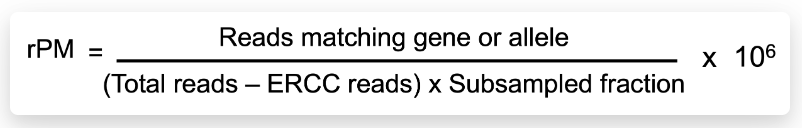 rPM = Reads matching gene or allele x 10⁶
(Total reads – ERCC reads) x Subsampled fraction